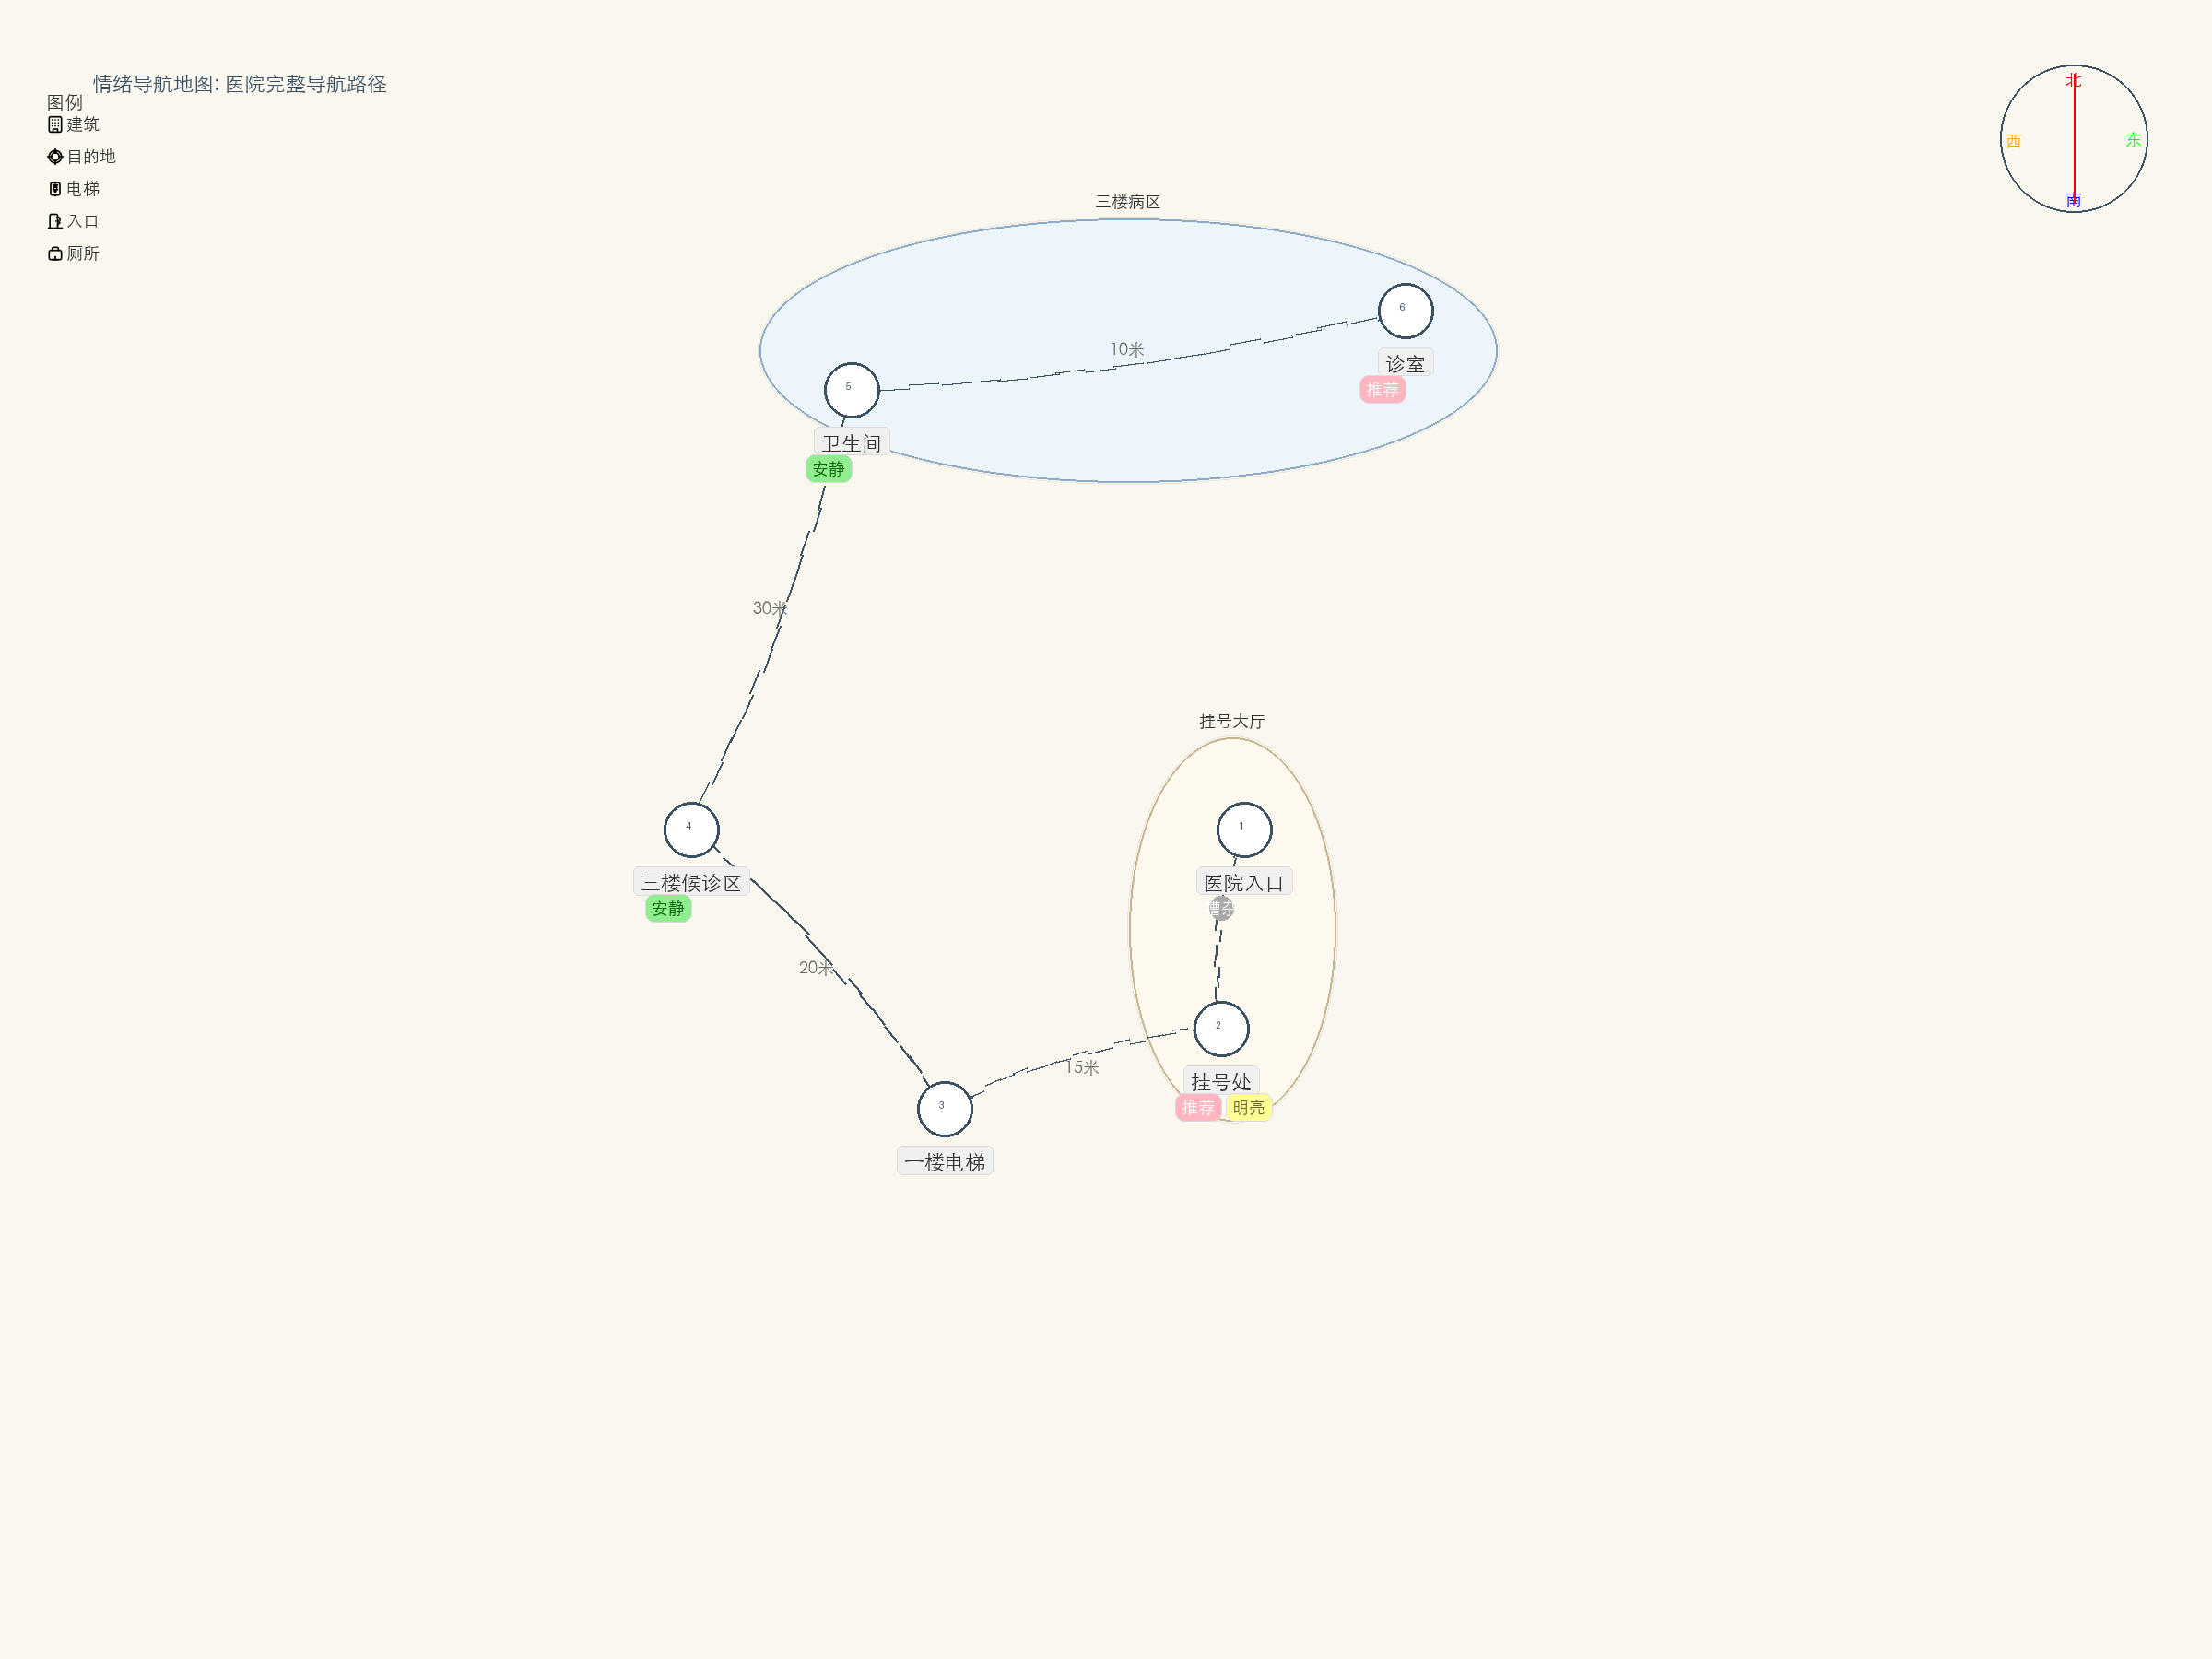 情绪导航地图: 医院完整导航路径
图例
建筑
目的地
电梯
入口
厕所
北
西
东
南
三楼病区
6
10米
诊室
推荐
5
卫生间
安静
30米
挂号大厅
4
三楼候诊区
安静
1
医院入口
嘈杂
20米
2
15米
挂号处
推荐
明亮
3
一楼电梯